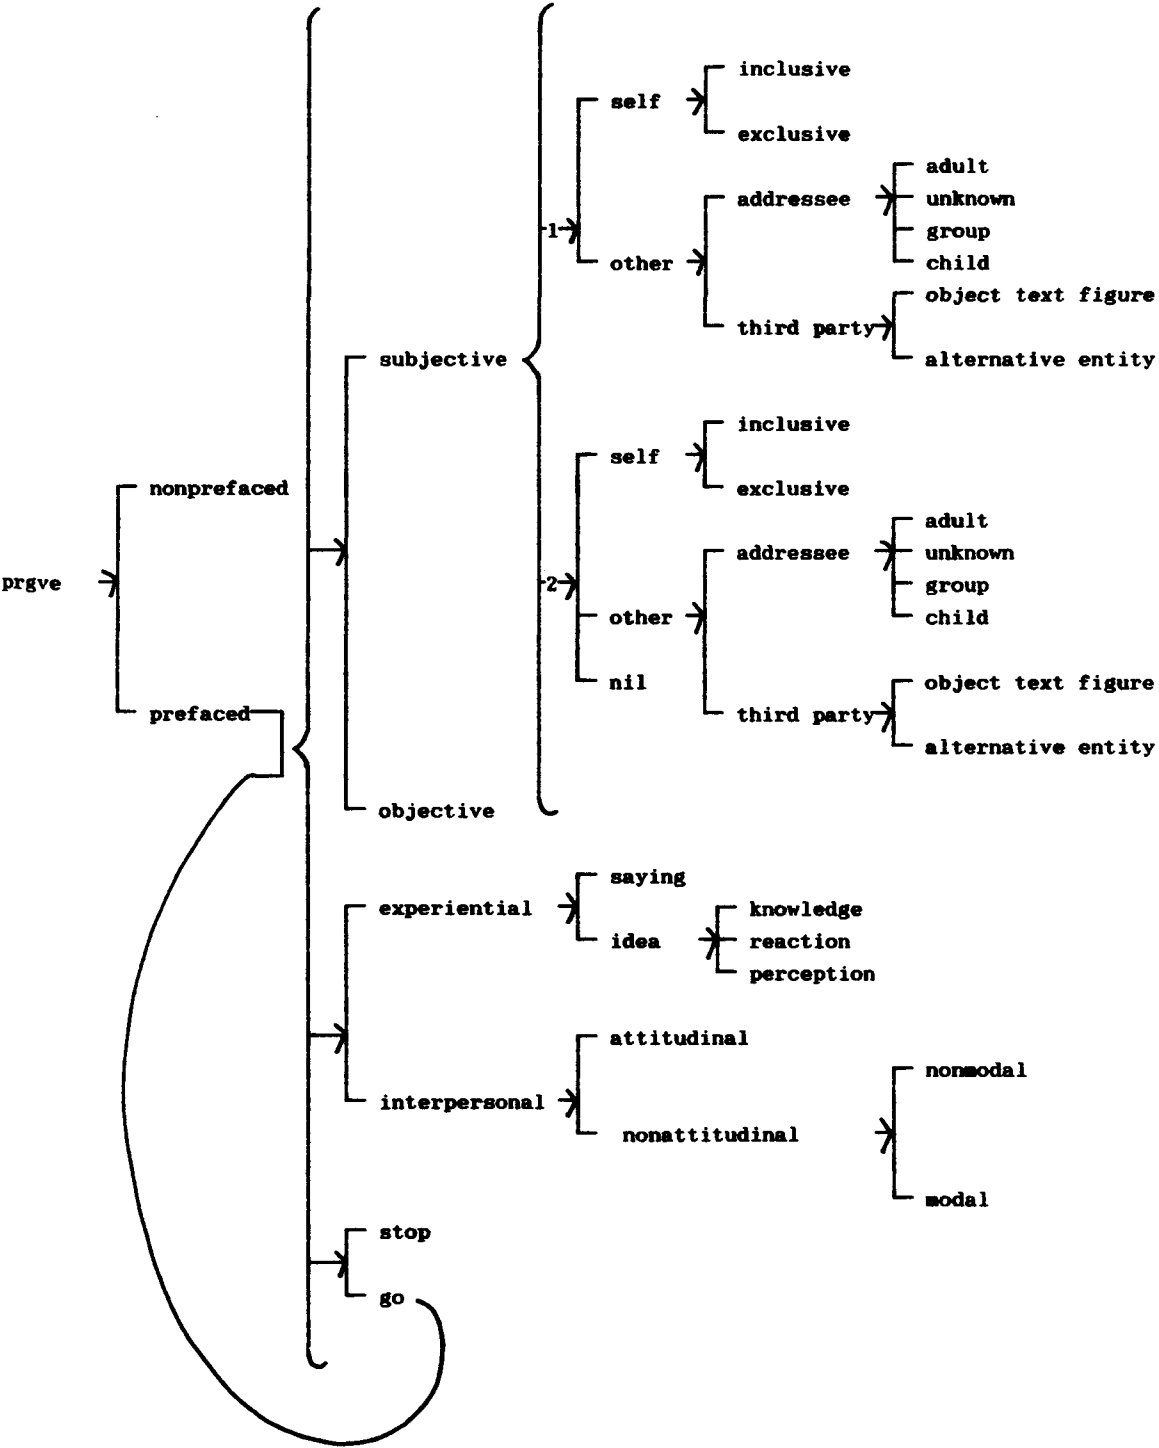 inclusive
self
exclusive
adult
addressee
unknown
1
group
other
child
object text figure
third party
subjective
alternative entity
inclusive
self
nonprefaced
exclusive
adult
addressee
unknown
prgve
2
group
other
child
nil
object text figure
prefaced
third party
alternative entity
objective
saying
experiential
knowledge
idea
reaction
perception
attitudinal
nonmodal
interpersonal
nonattitudinal
modal
stop
go